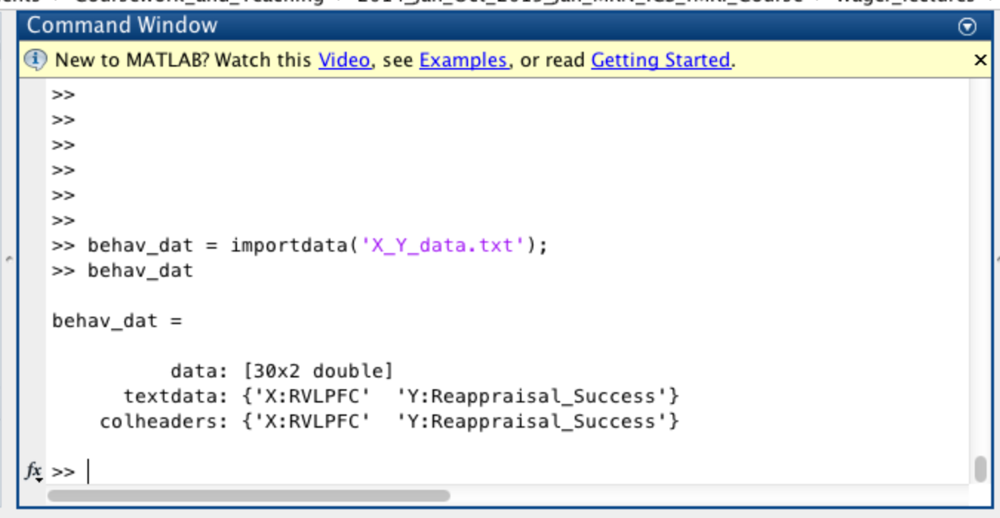 Command Window
New to MATLAB? Watch this Video, see Examples, or read Getting Started.
>>
>>
>>
>>
>>
>>
>> behav_dat = importdata('X_Y_data.txt');
>> behav_dat
behav_dat =
data: [30x2 double]
textdata: {'X:RVLPFC' 'Y:Reappraisal_Success'}
colheaders: {'X:RVLPFC' 'Y:Reappraisal_Success'}
fx >>